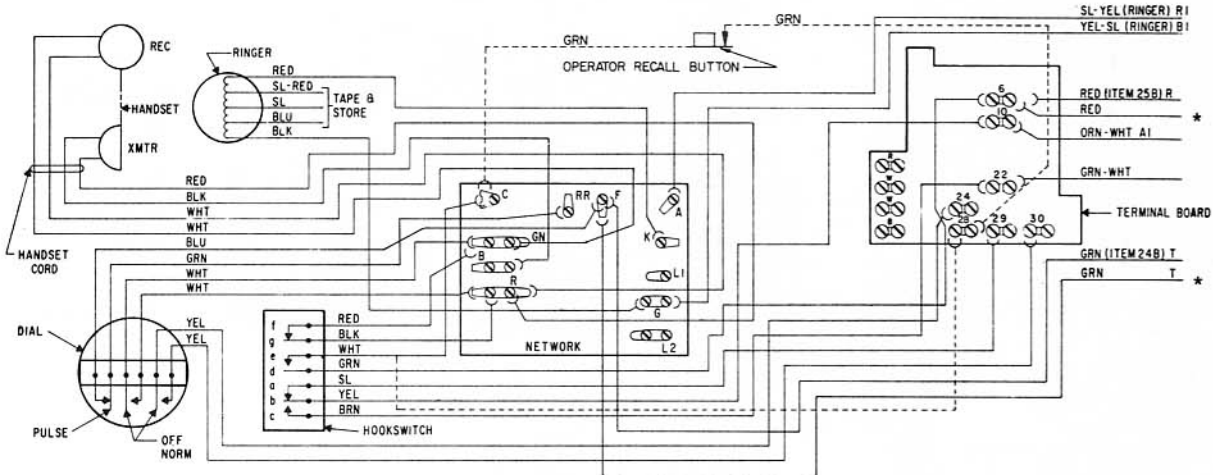 SL-YEL (RINGER) R1
YEL-SL (RINGER) B1
GRN
GRN
OPERATOR RECALL BUTTON
REC
RINGER
RED
SL-RED
SL
BLU
BLK
TAPE &
STORE
HANDSET
XMTR
6
10
RED (ITEM 25B) R
RED
*
ORN-WHT A1
GRN-WHT
22
24
28
29
30
TERMINAL BOARD
RED
BLK
WHT
WHT
BLU
GRN
WHT
WHT
HANDSET
CORD
C
RR
F
A
GN
K
B
L1
R
G
L2
NETWORK
GRN (ITEM 24B) T
GRN T
*
DIAL
YEL
YEL
PULSE
OFF
NORM
f
g
e
d
a
b
c
RED
BLK
WHT
GRN
SL
YEL
BRN
HOOKSWITCH